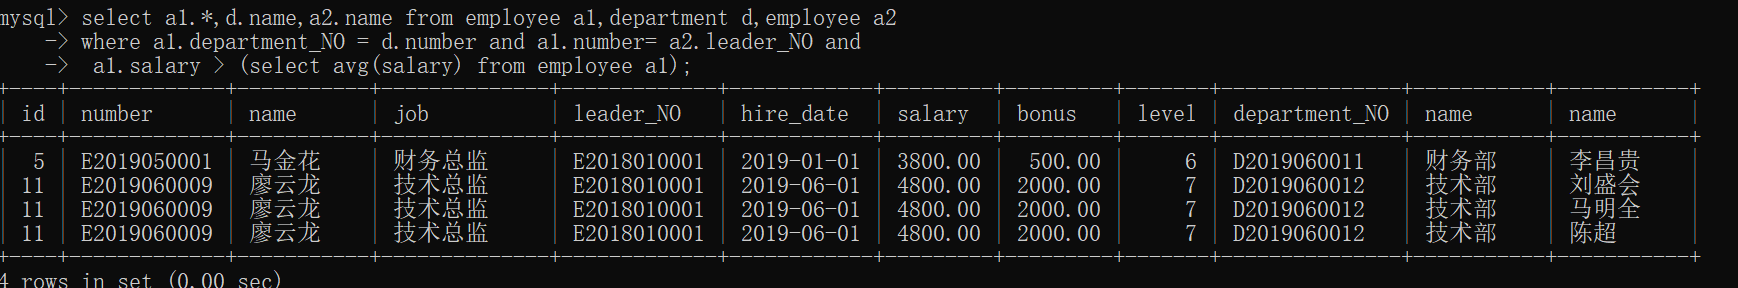 mysql> select a1.*,d.name,a2.name from employee a1,department d,employee a2
    -> where a1.department_NO = d.number and a1.number= a2.leader_NO and
    ->  a1.salary > (select avg(salary) from employee a1);
+----+-------------+-----------+--------------+-------------+------------+---------+---------+-------+---------------+-----------+-----------+
| id | number | name | job | leader_NO | hire_date | salary | bonus | level | department_NO | name | name |
+----+-------------+-----------+--------------+-------------+------------+---------+---------+-------+---------------+-----------+-----------+
| 5 | E2019050001 | 马金花 | 财务总监 | E2018010001 | 2019-01-01 | 3800.00 | 500.00 | 6 | D2019060011 | 财务部 | 李昌贵 |
| 11 | E2019060009 | 廖云龙 | 技术总监 | E2018010001 | 2019-06-01 | 4800.00 | 2000.00 | 7 | D2019060012 | 技术部 | 刘盛会 |
| 11 | E2019060009 | 廖云龙 | 技术总监 | E2018010001 | 2019-06-01 | 4800.00 | 2000.00 | 7 | D2019060012 | 技术部 | 马明全 |
| 11 | E2019060009 | 廖云龙 | 技术总监 | E2018010001 | 2019-06-01 | 4800.00 | 2000.00 | 7 | D2019060012 | 技术部 | 陈超 |
+----+-------------+-----------+--------------+-------------+------------+---------+---------+-------+---------------+-----------+-----------+
4 rows in set (0.00 sec)